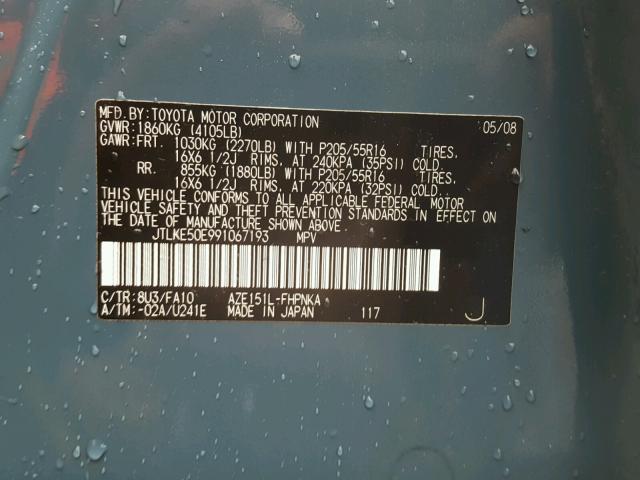 MFD.BY:TOYOTA MOTOR CORPORATION 05/08
GVWR:1860KG (4105LB)
GAWR:FRT. 1030KG (2270LB) WITH P205/55R16 TIRES.
16X6 1/2J RIMS, AT 240KPA (35PSI) COLD.
RR. 855KG (1880LB) WITH P205/55R16 TIRES.
16X6 1/2J RIMS, AT 220KPA (32PSI) COLD.
THIS VEHICLE CONFORMS TO ALL APPLICABLE FEDERAL MOTOR
VEHICLE SAFETY AND THEFT PREVENTION STANDARDS IN EFFECT ON
THE DATE OF MANUFACTURE SHOWN ABOVE.
JTLKE50E991067193 MPV
C/TR:8U3/FA10 AZE151L-FHPNKA
A/TM:-02A/U241E MADE IN JAPAN 117 J